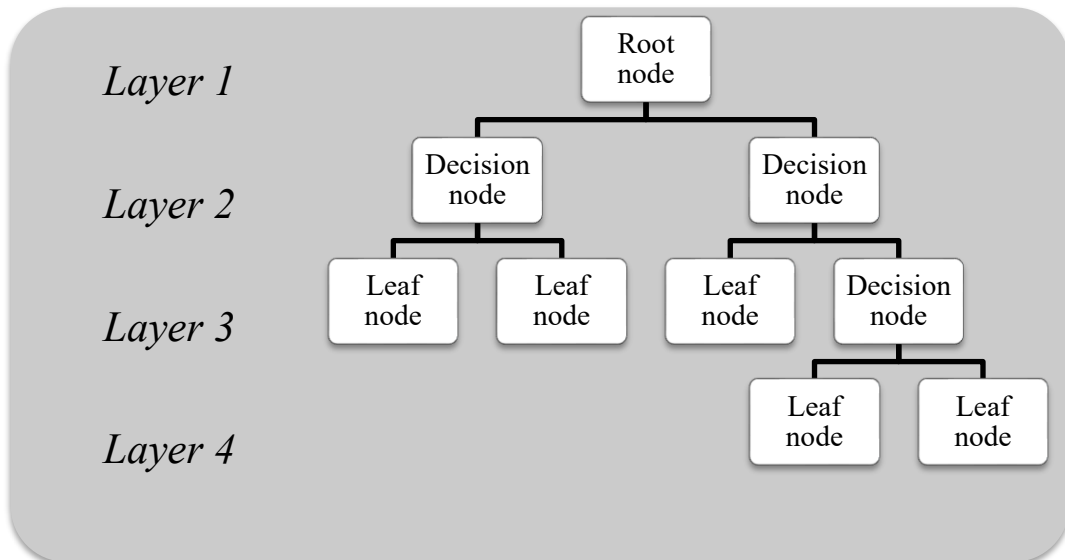 Layer 1
Root
node
Layer 2
Decision
node
Decision
node
Layer 3
Leaf
node
Leaf
node
Leaf
node
Decision
node
Layer 4
Leaf
node
Leaf
node